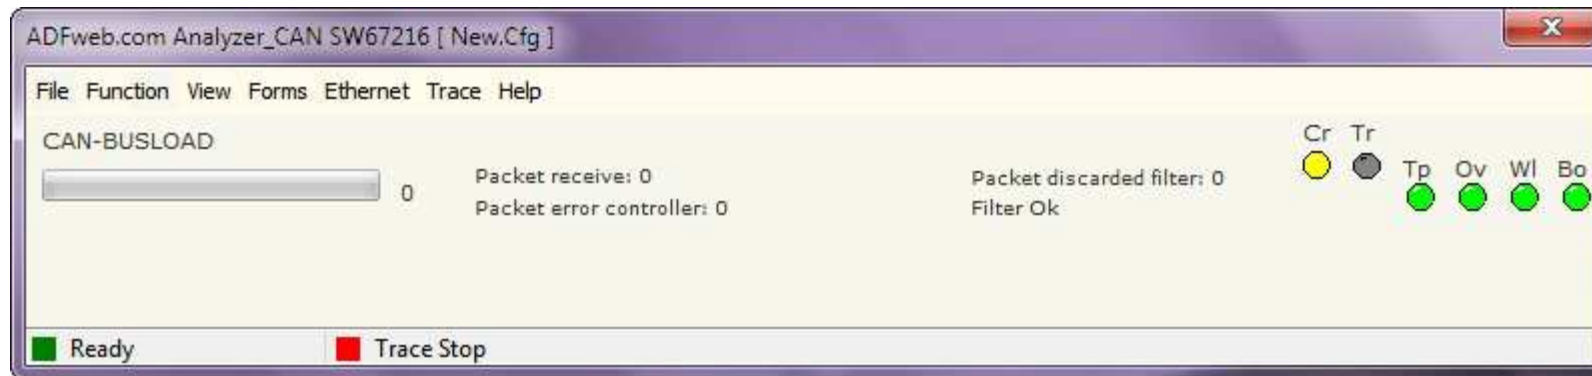 ADFweb.com Analyzer_CAN SW67216 [ New.Cfg ]
File Function View Forms Ethernet Trace Help
CAN-BUSLOAD
0
Packet receive: 0
Packet error controller: 0
Packet discarded filter: 0
Filter Ok
Cr Tr
Tp Ov Wl Bo
Ready
Trace Stop